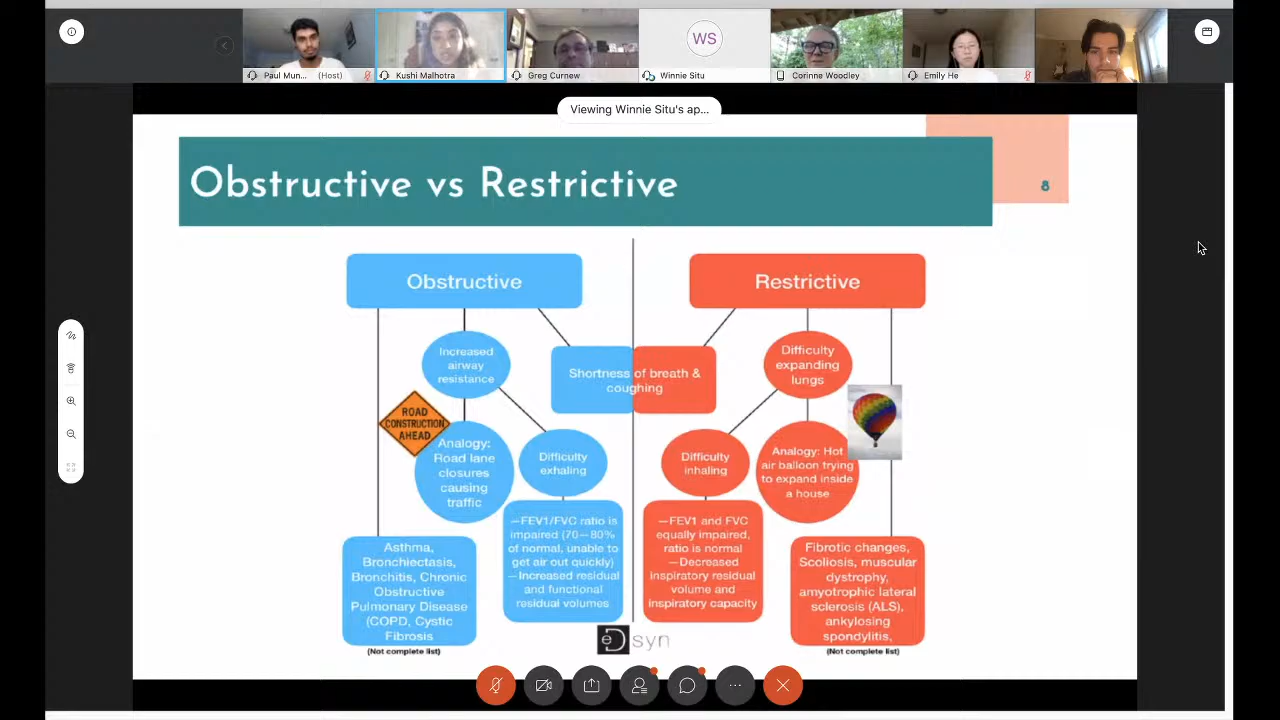 WS
Paul Mun... (Host)
Kushi Malhotra
Greg Curnew
Winnie Situ
Corinne Woodley
Emily He
Viewing Winnie Situ's ap...
Obstructive vs Restrictive
8
Obstructive
Restrictive
Increased
airway
resistance
Shortness of breath &
coughing
Difficulty
expanding
lungs
ROAD
CONSTRUCTION
AHEAD
Analogy:
Road lane
closures
causing
traffic
Difficulty
exhaling
Difficulty
inhaling
Analogy: Hot
air balloon trying
to expand inside
a house
—FEV1/FVC ratio is
impaired (70—80%
of normal, unable to
get air out quickly)
—Increased residual
and functional
residual volumes
—FEV1 and FVC
equally impaired,
ratio is normal
—Decreased
inspiratory residual
volume and
inspiratory capacity
Asthma,
Bronchiectasis,
Bronchitis, Chronic
Obstructive
Pulmonary Disease
(COPD, Cystic
Fibrosis
(Not complete list)
Fibrotic changes,
Scoliosis, muscular
dystrophy,
amyotrophic lateral
sclerosis (ALS),
ankylosing
spondylitis,
(Not complete list)
eDsyn